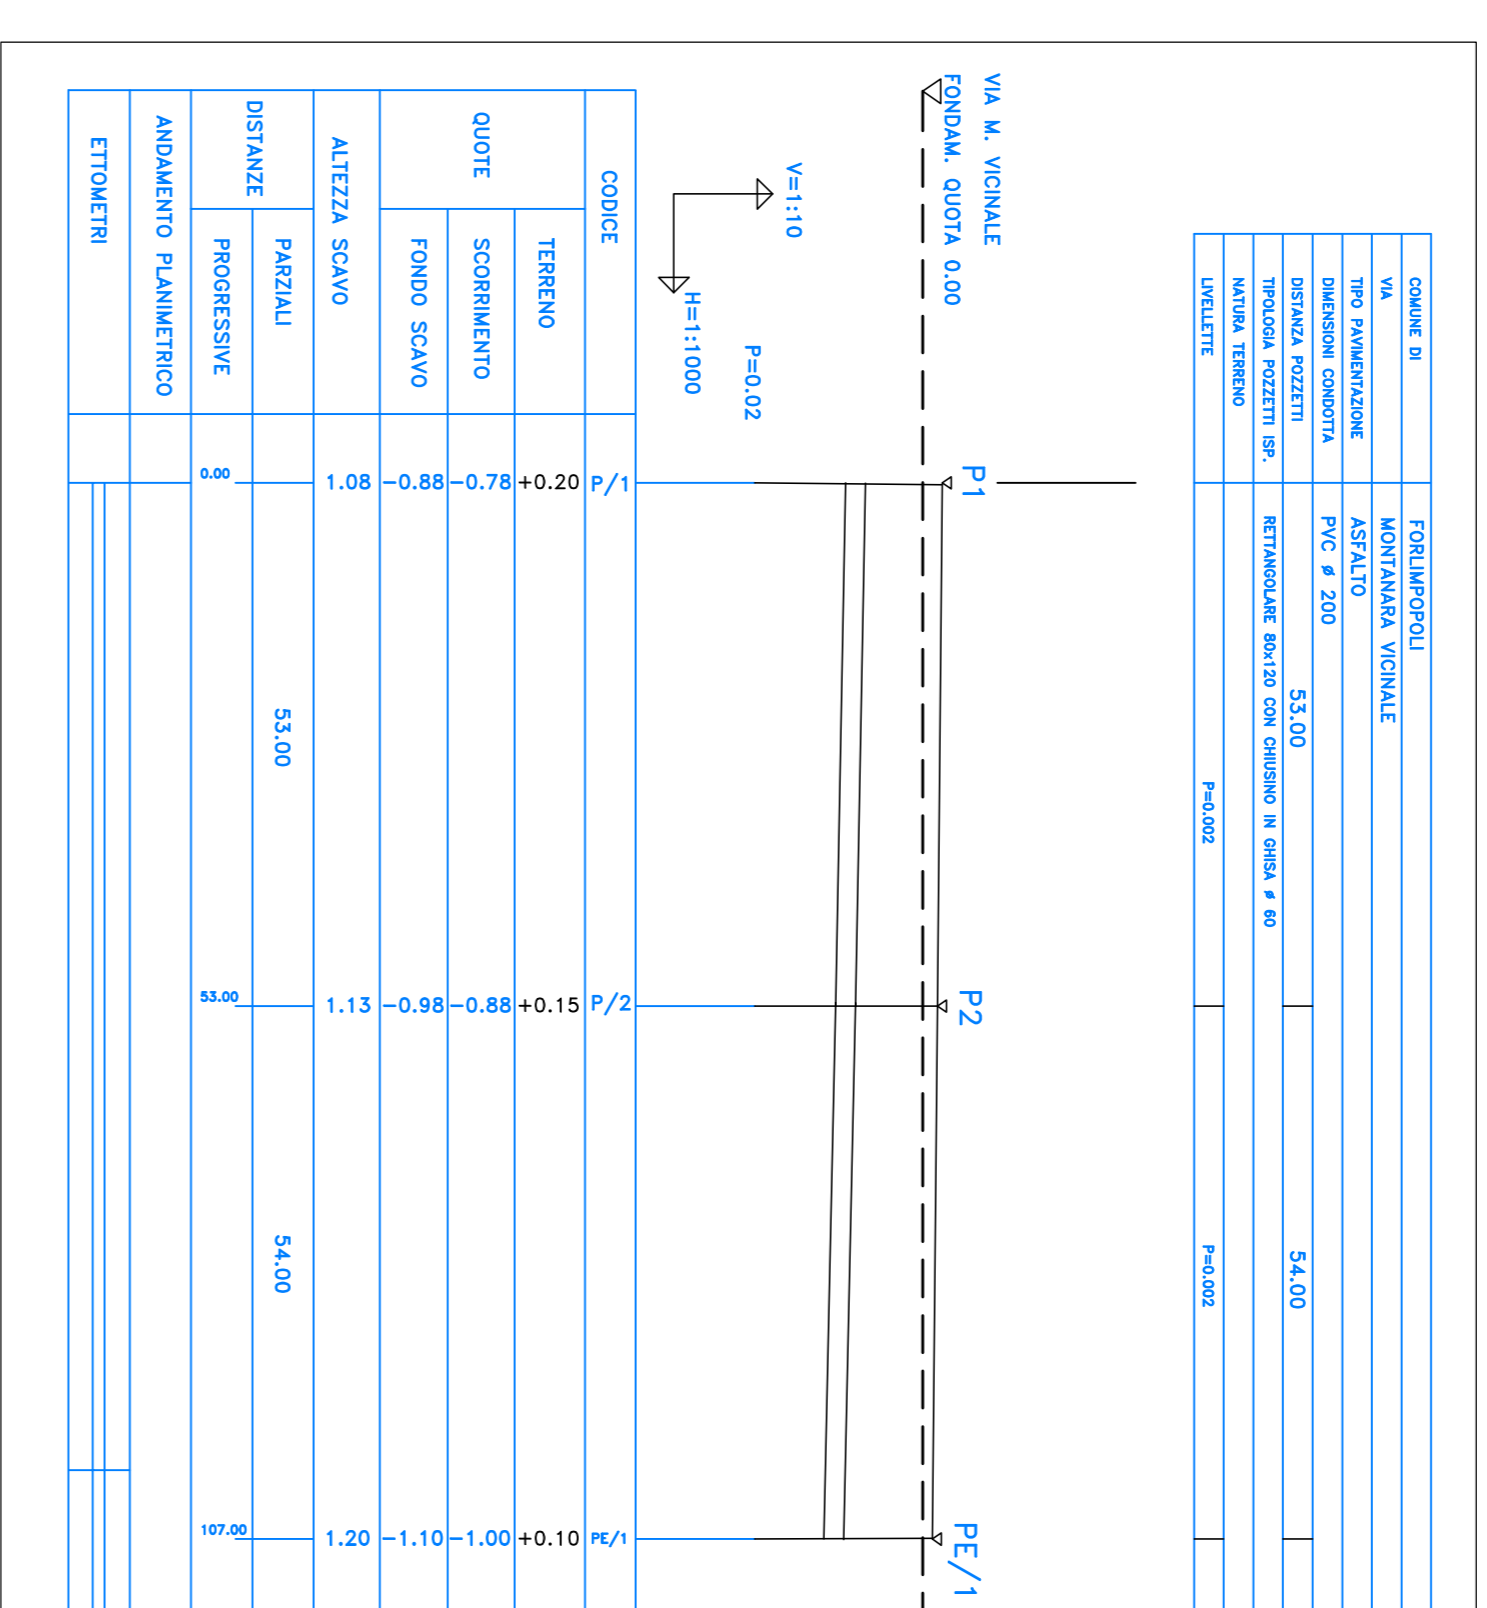 COMUNE DI FORLIMPOPOLI
VIA MONTANARA VICINALE
TIPO PAVIMENTAZIONE ASFALTO
DIMENSIONI CONDOTTA PVC ø 200
DISTANZA POZZETTI 53.00 54.00
TIPOLOGIA POZZETTI ISP. RETTANGOLARE 80x120 CON CHIUSINO IN GHISA ø 60
NATURA TERRENO
LIVELLETTE P=0.002 P=0.002
VIA M. VICINALE
FONDAM. QUOTA 0.00
P1 P2 PE/1
V=1:10
P=0.02
H=1:1000
CODICE P/1 P/2 PE/1
QUOTE
TERRENO +0.20 +0.15 +0.10
SCORRIMENTO -0.78 -0.88 -1.00
FONDO SCAVO -0.88 -0.98 -1.10
ALTEZZA SCAVO 1.08 1.13 1.20
DISTANZE
PARZIALI 53.00 54.00
PROGRESSIVE 0.00 53.00 107.00
ANDAMENTO PLANIMETRICO
ETTOMETRI